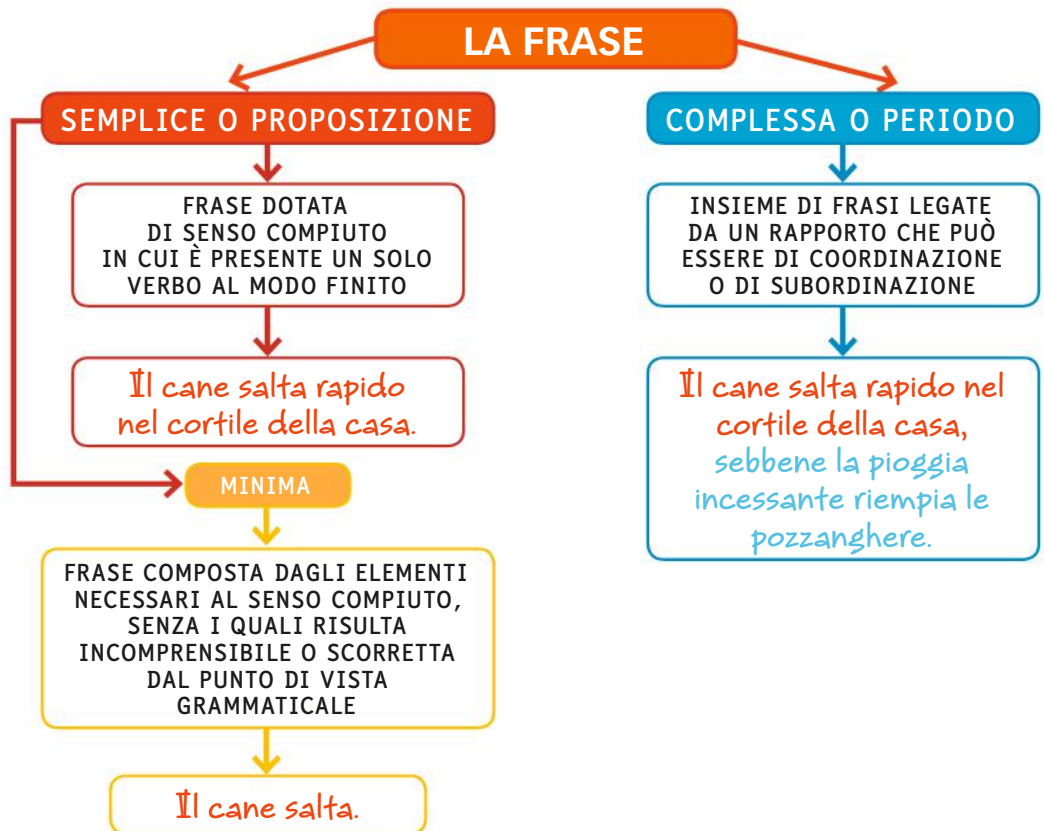 LA FRASE
SEMPLICE O PROPOSIZIONE
FRASE DOTATA
DI SENSO COMPIUTO
IN CUI È PRESENTE UN SOLO
VERBO AL MODO FINITO
Il cane salta rapido
nel cortile della casa.
MINIMA
FRASE COMPOSTA DAGLI ELEMENTI
NECESSARI AL SENSO COMPIUTO,
SENZA I QUALI RISULTA
INCOMPRENSIBILE O SCORRETTA
DAL PUNTO DI VISTA
GRAMMATICALE
Il cane salta.
COMPLESSA O PERIODO
INSIEME DI FRASI LEGATE
DA UN RAPPORTO CHE PUÒ
ESSERE DI COORDINAZIONE
O DI SUBORDINAZIONE
Il cane salta rapido nel
cortile della casa,
sebbene la pioggia
incessante riempia le
pozzanghere.